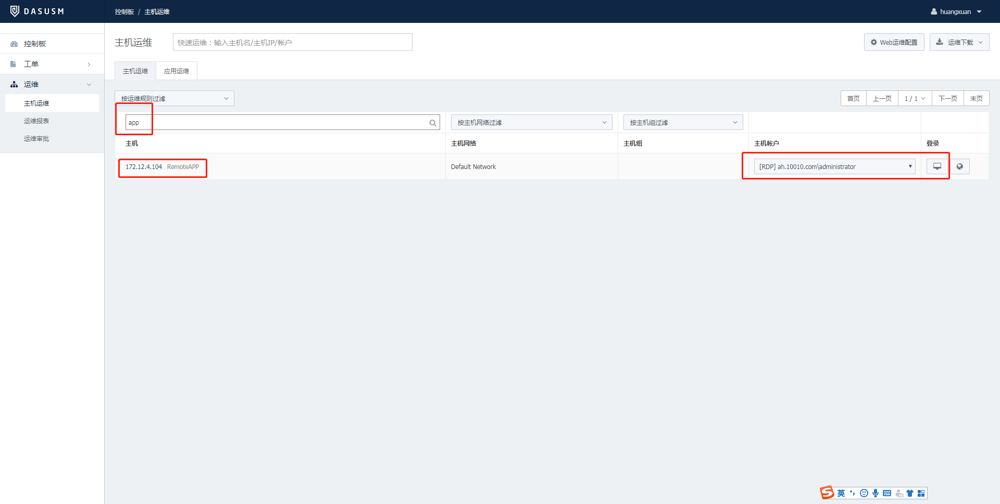 DASUSM
控制板 / 主机运维
huangxuan
控制板
工单
运维
主机运维
运维报表
运维审批
主机运维
快速运维：输入主机名/主机IP/帐户
Web运维配置
运维下载
主机运维
应用运维
按运维规则过滤
首页
上一页
1 / 1
下一页
末页
app
按主机网络过滤
按主机组过滤
主机
主机网络
主机组
主机帐户
登录
172.12.4.104 RemoteAPP
Default Network
[RDP] ah.10010.com\administrator
英